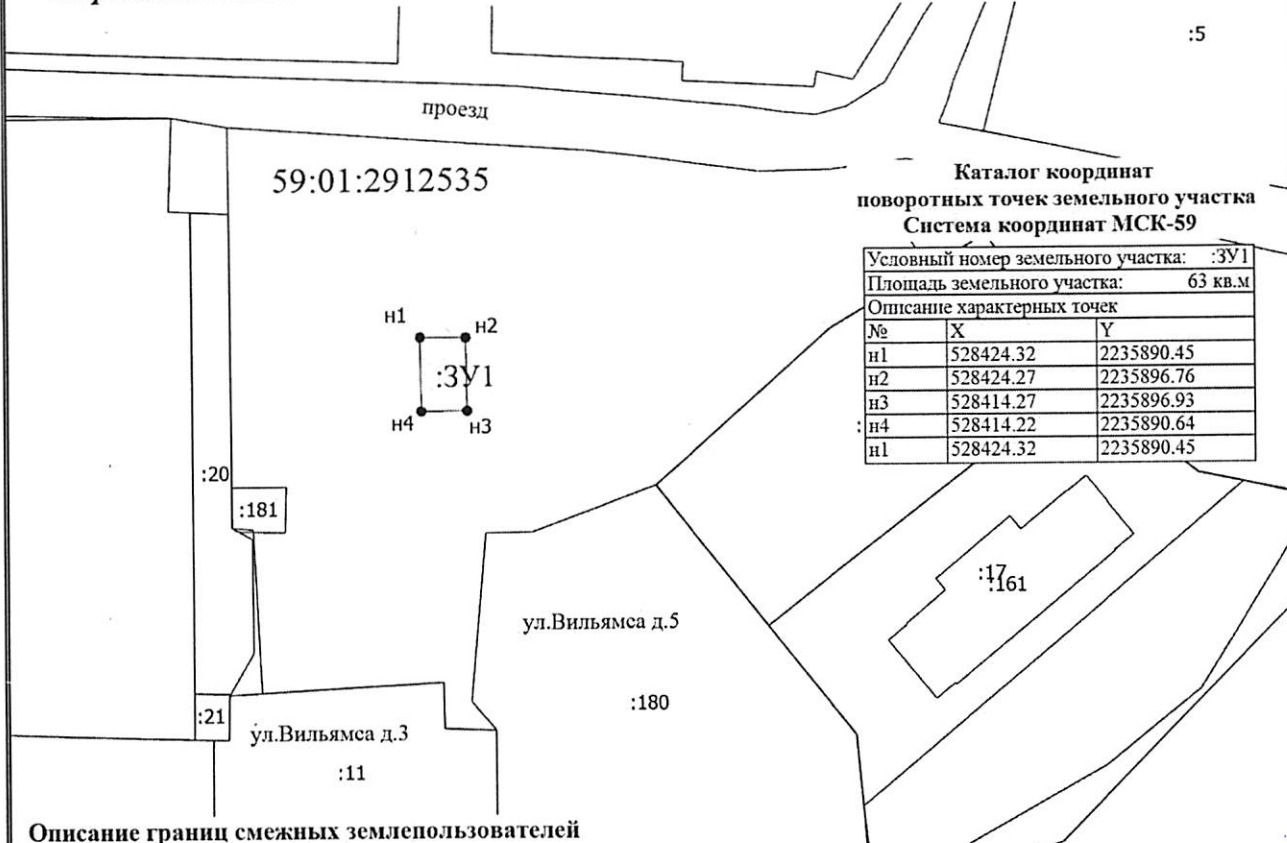 :5
проезд
59:01:2912535
Каталог координат
поворотных точек земельного участка
Система координат МСК-59
Условный номер земельного участка: :ЗУ1
Площадь земельного участка: 63 кв.м
Описание характерных точек
№ X Y
н1 528424.32 2235890.45
н2 528424.27 2235896.76
н3 528414.27 2235896.93
н4 528414.22 2235890.64
н1 528424.32 2235890.45
н1 н2
:ЗУ1
н4 н3
:20
:181
:17
:161
ул.Вильямса д.5
:180
:21
ул.Вильямса д.3
:11
Описание границ смежных землепользователей